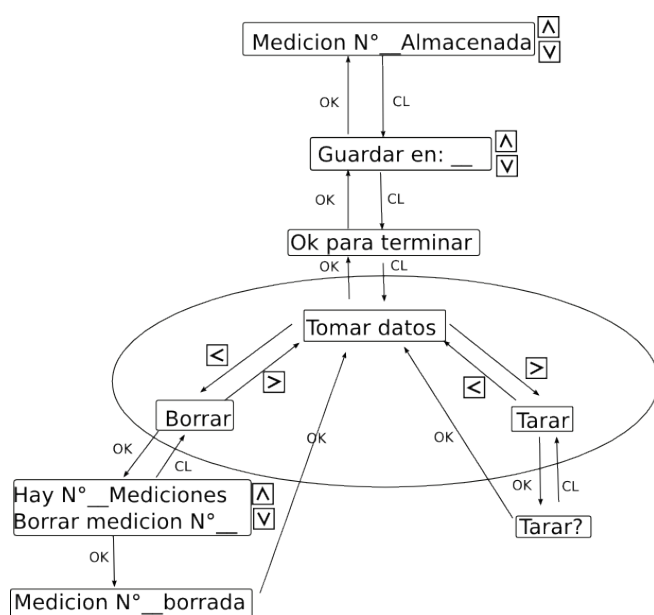 Medicion N°__Almacenada
OK
CL
Guardar en: __
OK
CL
Ok para terminar
OK
CL
Tomar datos
<
>
<
>
Borrar
Tarar
OK
CL
OK
OK
OK
CL
Hay N°__Mediciones
Borrar medicion N°__
Tarar?
OK
Medicion N°__borrada